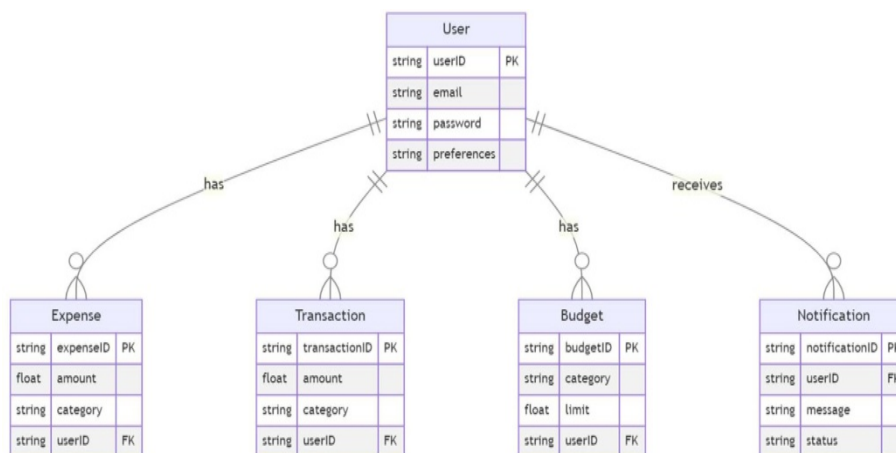 User
string userID PK
string email
string password
string preferences
has
has
has
receives
Expense
string expenseID PK
float amount
string category
string userID FK
Transaction
string transactionID PK
float amount
string category
string userID FK
Budget
string budgetID PK
string category
float limit
string userID FK
Notification
string notificationID
string userID
string message
string status